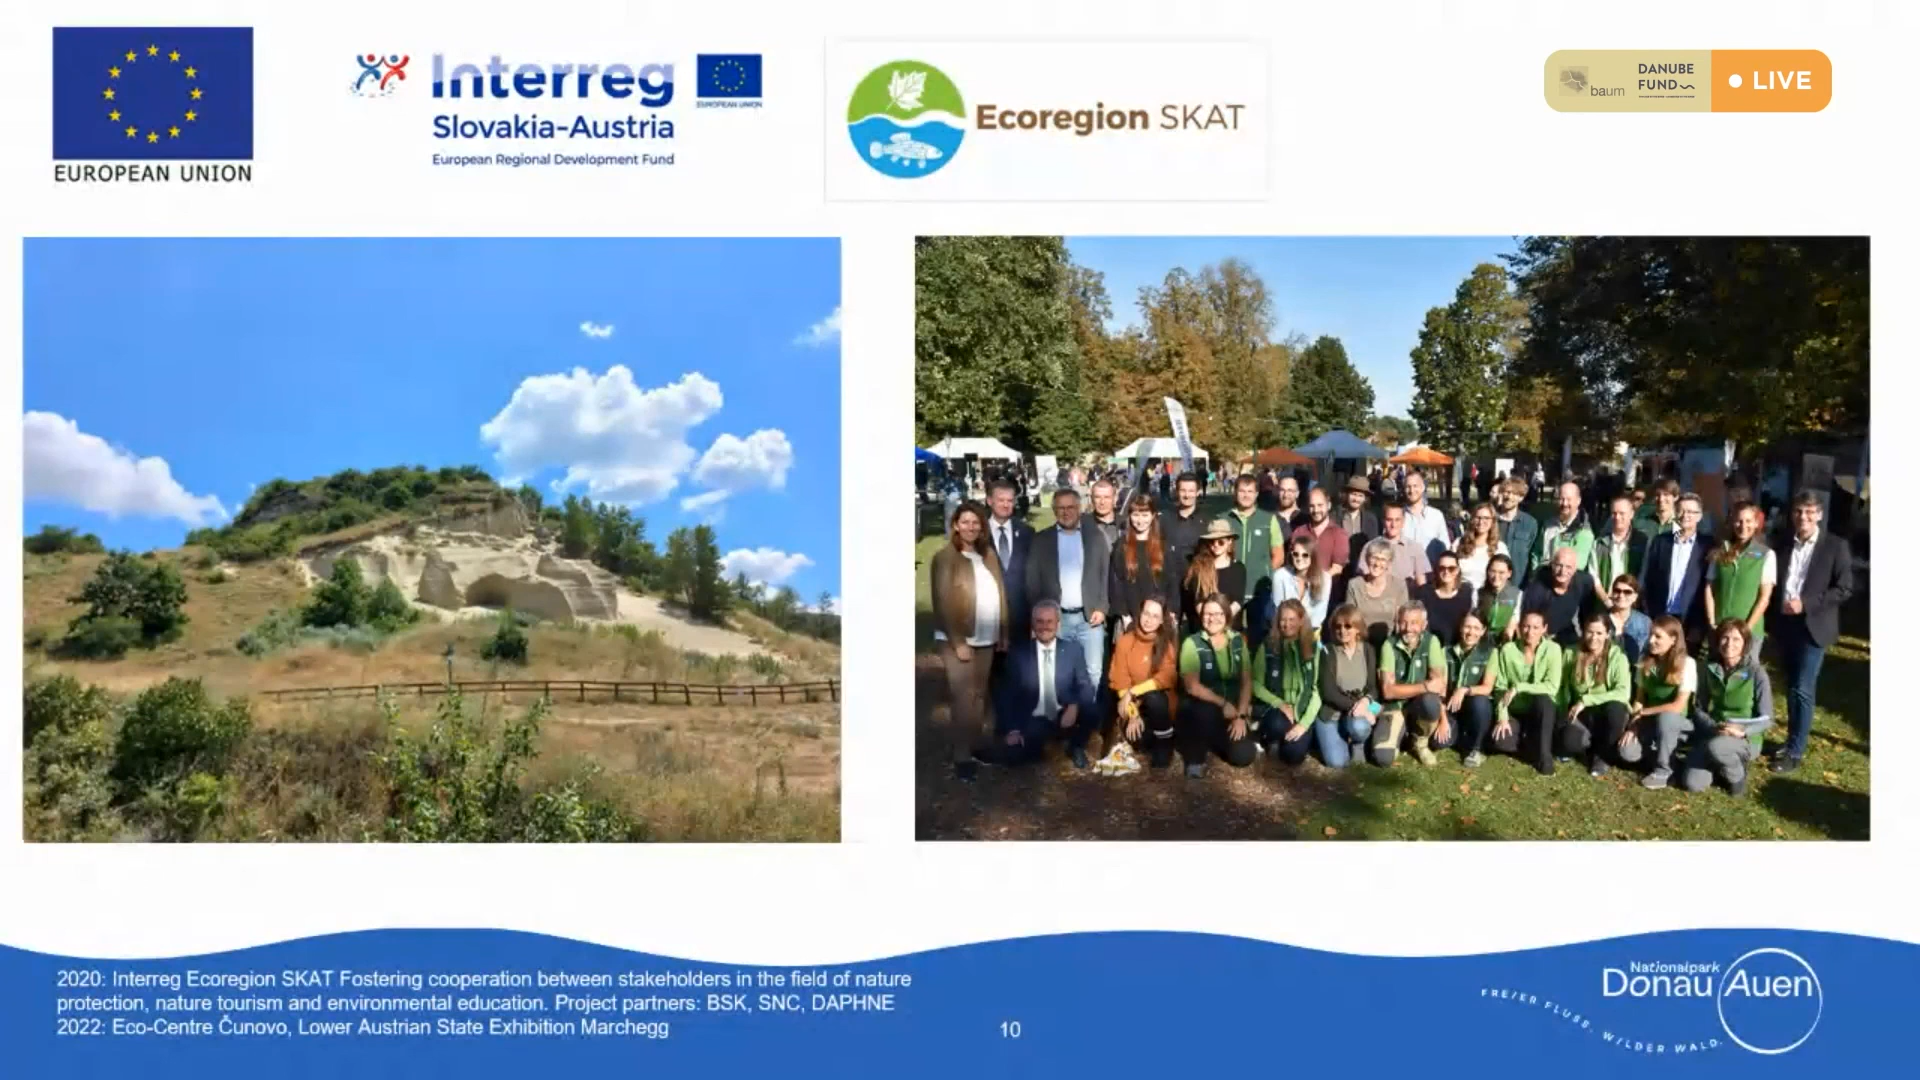 EUROPEAN UNION
Interreg
EUROPEAN UNION
Slovakia-Austria
European Regional Development Fund
Ecoregion SKAT
baum
DANUBE
FUND
LIVE
2020: Interreg Ecoregion SKAT Fostering cooperation between stakeholders in the field of nature
protection, nature tourism and environmental education. Project partners: BSK, SNC, DAPHNE
2022: Eco-Centre Čunovo, Lower Austrian State Exhibition Marchegg
10
Nationalpark
Donau Auen
FREIER FLUSS. WILDER WALD.